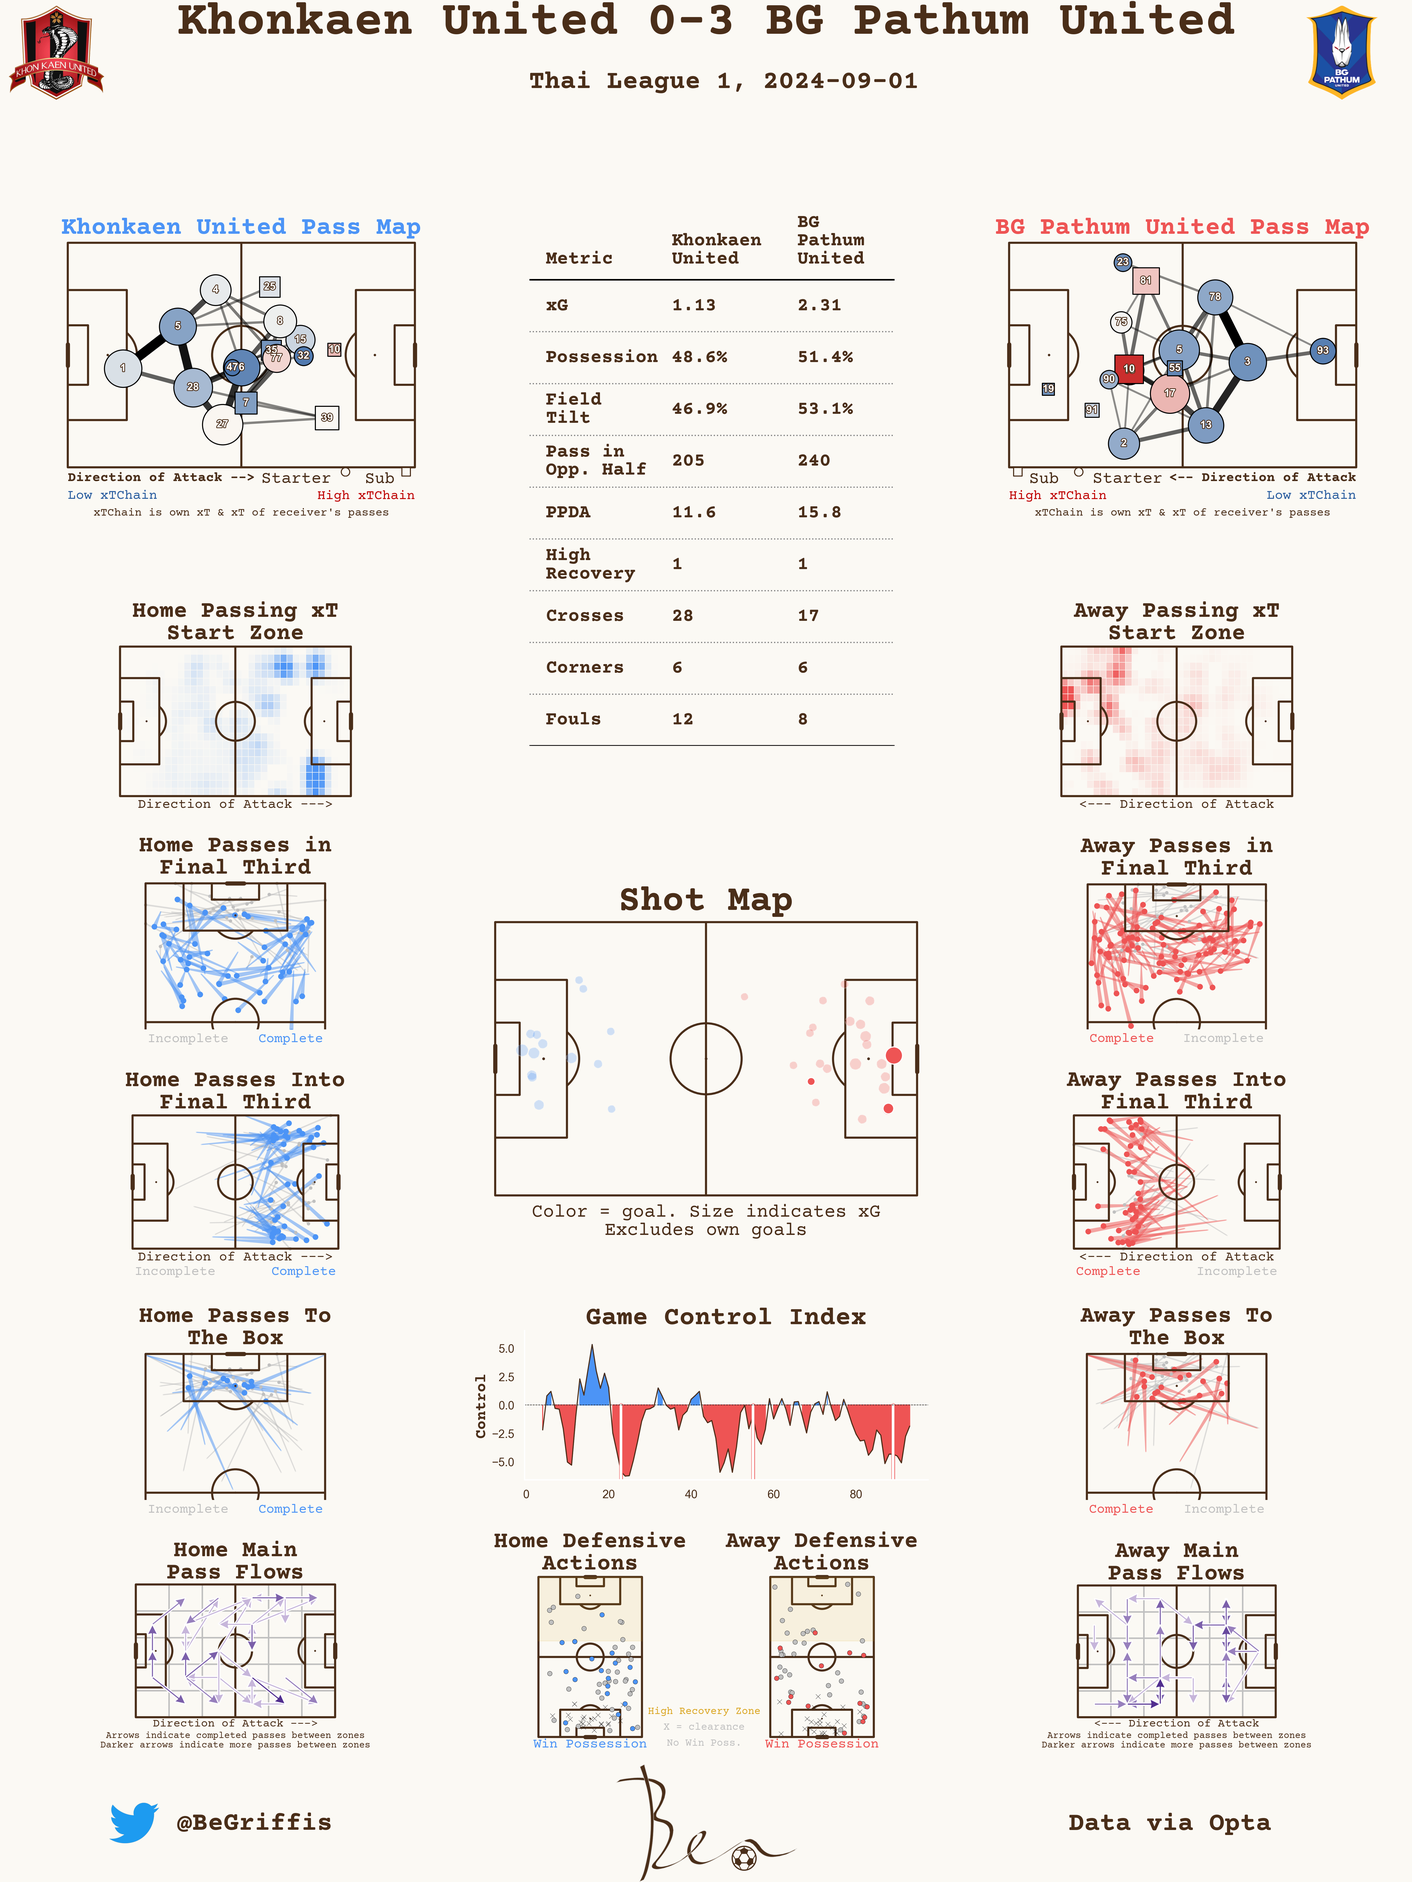 Khonkaen United 0-3 BG Pathum United
Thai League 1, 2024-09-01
KHON KAEN UNITED
BG
PATHUM
UNITED
Khonkaen United Pass Map
4
25
5
8
15
35
77
32
10
1
476
28
7
27
39
Direction of Attack --> Starter Sub
Low xTChain High xTChain
xTChain is own xT & xT of receiver's passes
Metric Khonkaen United BG Pathum United
xG 1.13 2.31
Possession 48.6% 51.4%
Field Tilt 46.9% 53.1%
Pass in Opp. Half 205 240
PPDA 11.6 15.8
High Recovery 1 1
Crosses 28 17
Corners 6 6
Fouls 12 8
BG Pathum United Pass Map
23
81
78
75
5
93
3
10
55
90
19
17
91
13
2
Sub Starter <-- Direction of Attack
High xTChain Low xTChain
xTChain is own xT & xT of receiver's passes
Home Passing xT
Start Zone
Direction of Attack --->
Away Passing xT
Start Zone
<--- Direction of Attack
Home Passes in
Final Third
Incomplete Complete
Away Passes in
Final Third
Complete Incomplete
Shot Map
Color = goal. Size indicates xG
Excludes own goals
Home Passes Into
Final Third
Direction of Attack --->
Incomplete Complete
Away Passes Into
Final Third
<--- Direction of Attack
Complete Incomplete
Home Passes To
The Box
Incomplete Complete
Game Control Index
Control
5.0
2.5
0.0
−2.5
−5.0
0 20 40 60 80
Away Passes To
The Box
Complete Incomplete
Home Main
Pass Flows
Direction of Attack --->
Arrows indicate completed passes between zones
Darker arrows indicate more passes between zones
Home Defensive
Actions
Win Possession
High Recovery Zone
X = clearance
No Win Poss.
Away Defensive
Actions
Win Possession
Away Main
Pass Flows
<--- Direction of Attack
Arrows indicate completed passes between zones
Darker arrows indicate more passes between zones
@BeGriffis
Ben
Data via Opta